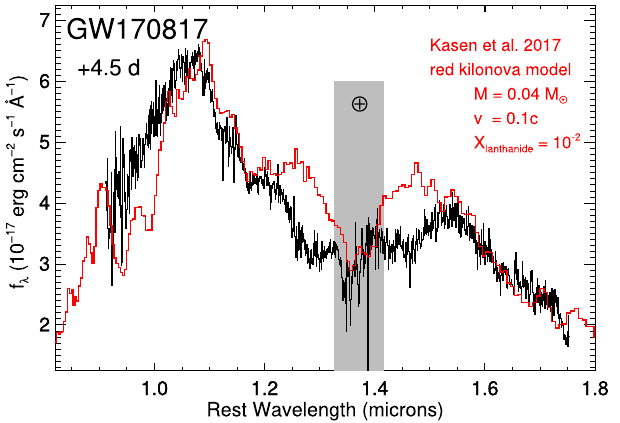 GW170817
+4.5 d
Kasen et al. 2017
red kilonova model
M = 0.04 M☉
v = 0.1c
Xlanthanide = 10⁻²
⊕
fλ (10⁻¹⁷ erg cm⁻² s⁻¹ Å⁻¹)
7
6
5
4
3
2
1.0 1.2 1.4 1.6 1.8
Rest Wavelength (microns)